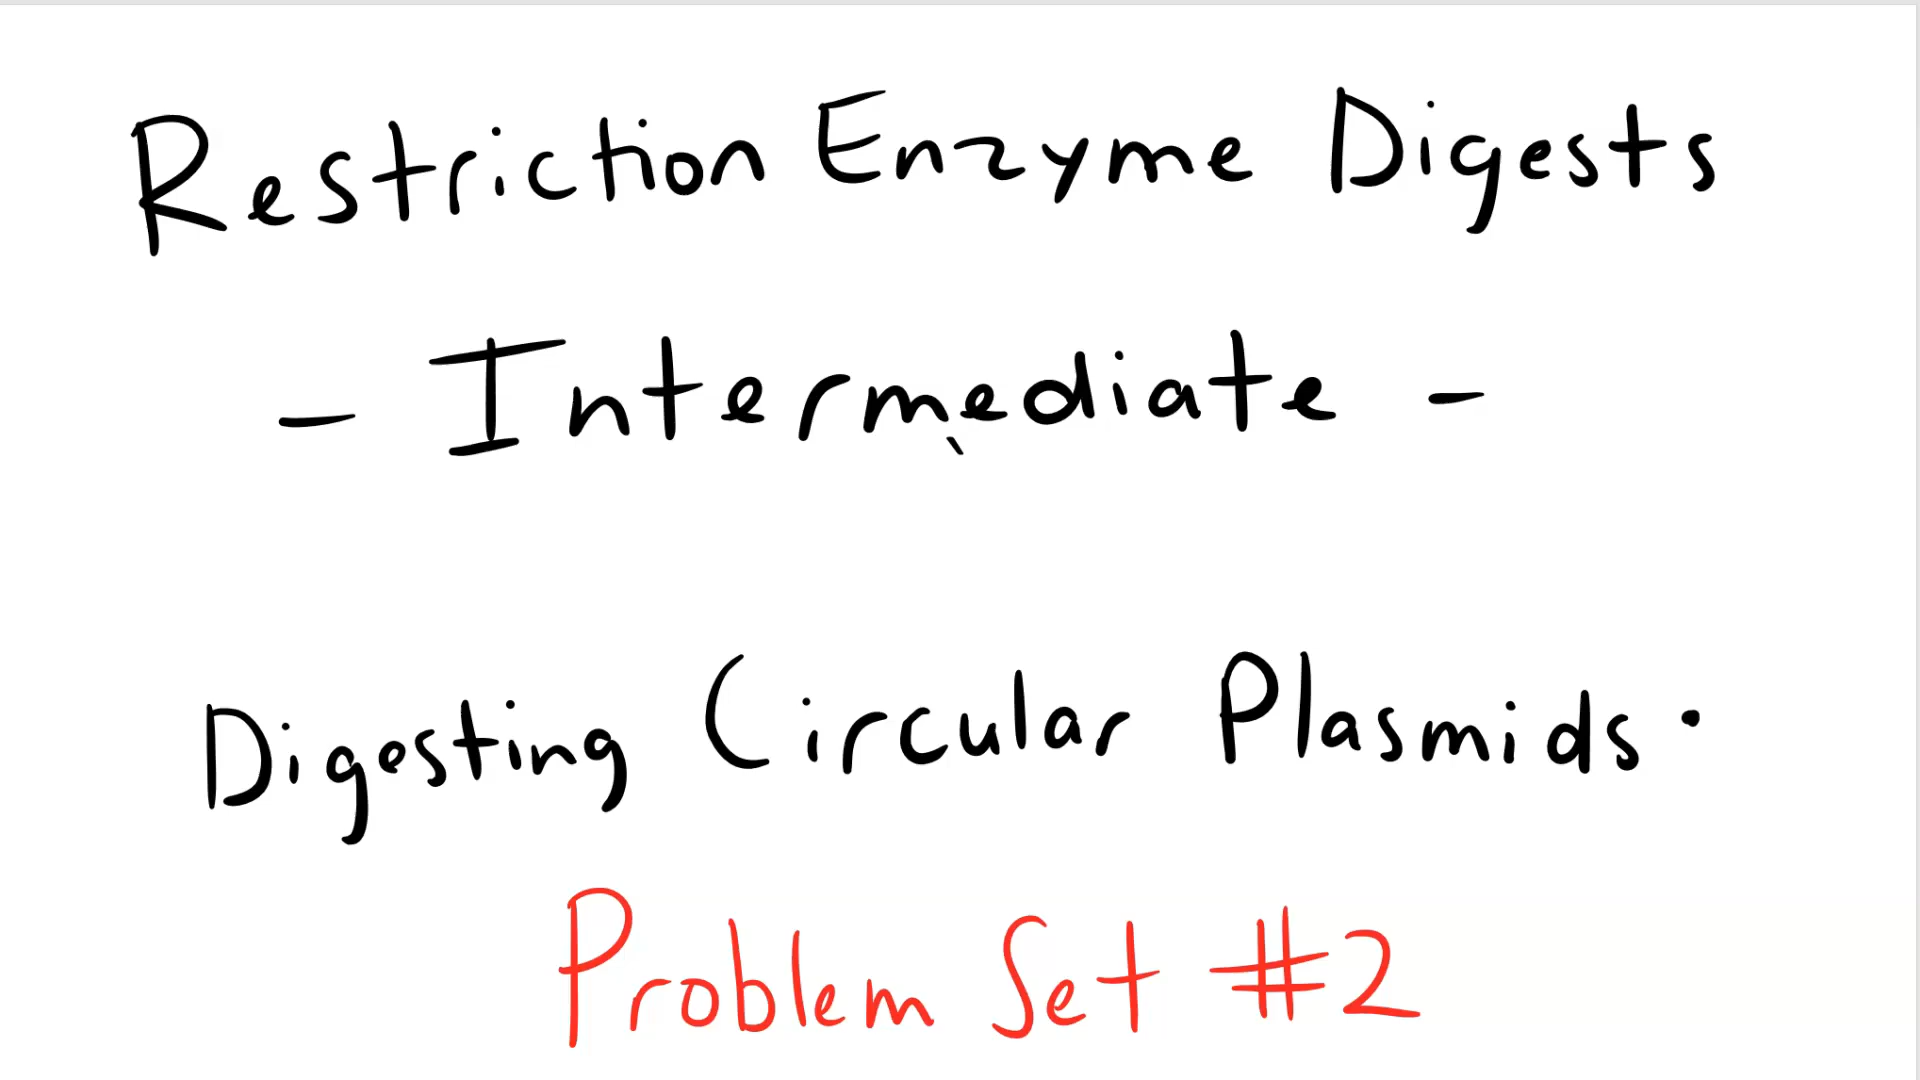 Restriction Enzyme Digests
- Intermediate -
Digesting Circular Plasmids.
Problem Set #2